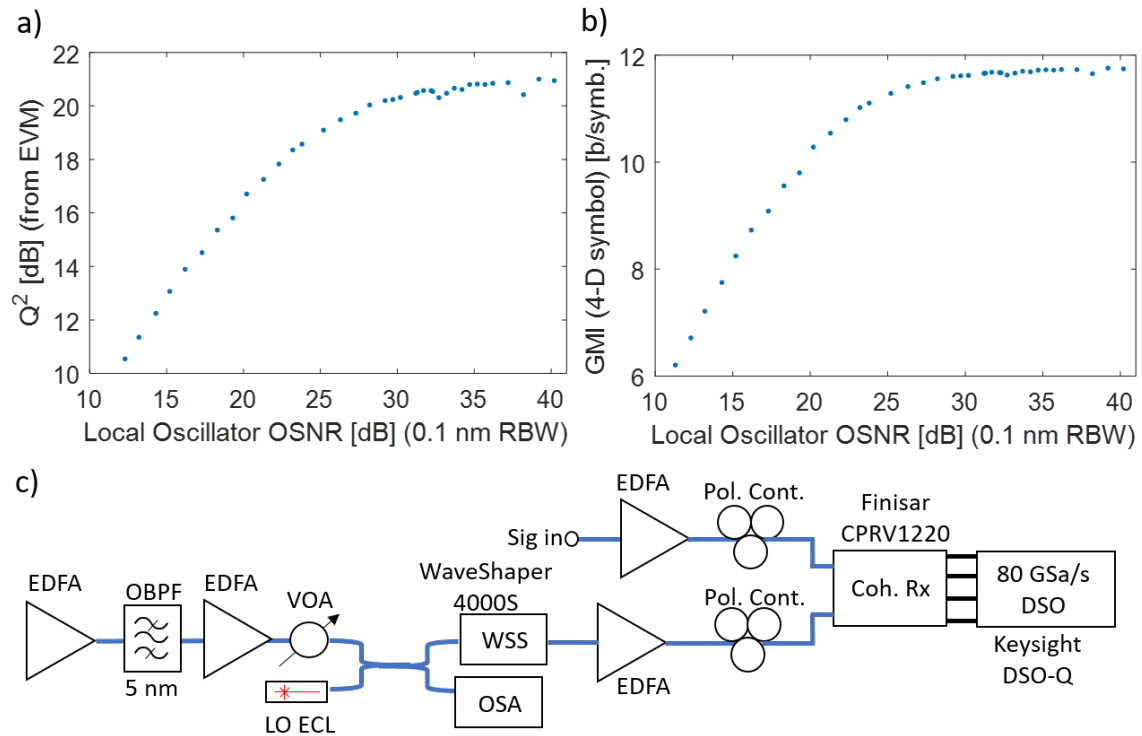 a)
22
20
18
16
14
12
10
Q² [dB] (from EVM)
10 15 20 25 30 35 40
Local Oscillator OSNR [dB] (0.1 nm RBW)
b)
12
10
8
6
GMI (4-D symbol) [b/symb.]
10 15 20 25 30 35 40
Local Oscillator OSNR [dB] (0.1 nm RBW)
c)
EDFA
Pol. Cont.
Finisar
CPRV1220
Sig in
EDFA
OBPF
EDFA
VOA
WaveShaper
4000S
Pol. Cont.
Coh. Rx
80 GSa/s
DSO
WSS
5 nm
LO ECL
OSA
EDFA
Keysight
DSO-Q